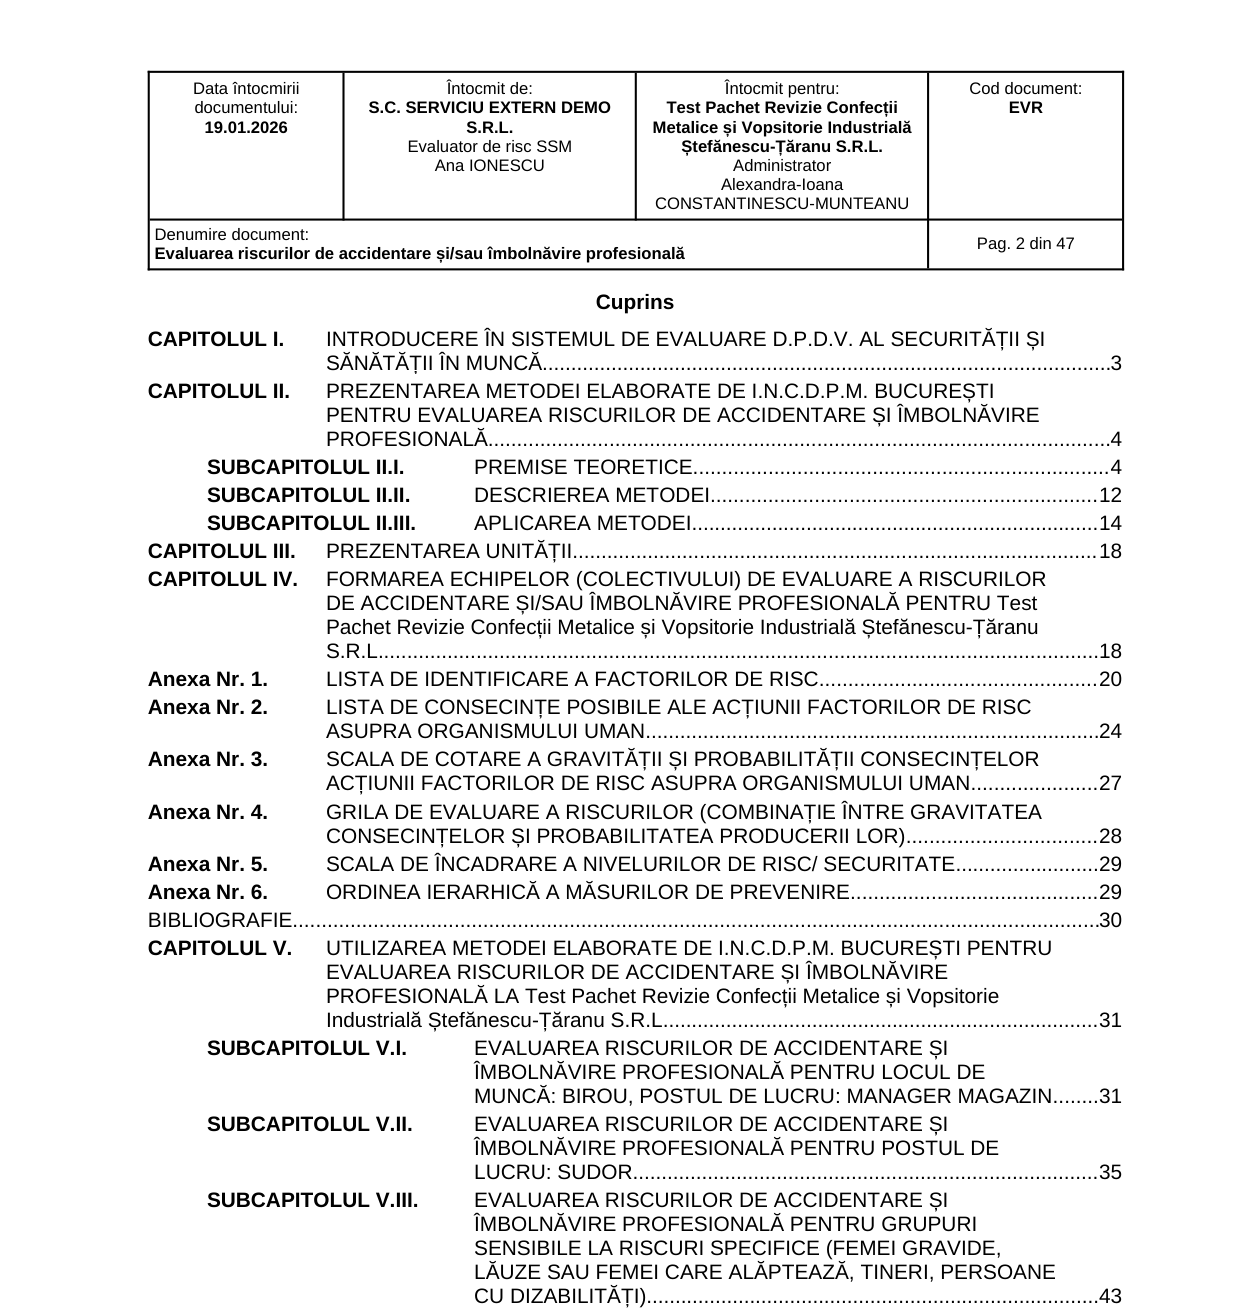 Data întocmirii
documentului:
19.01.2026
Întocmit de:
S.C. SERVICIU EXTERN DEMO
S.R.L.
Evaluator de risc SSM
Ana IONESCU
Întocmit pentru:
Test Pachet Revizie Confecții
Metalice și Vopsitorie Industrială
Ștefănescu-Țăranu S.R.L.
Administrator
Alexandra-Ioana
CONSTANTINESCU-MUNTEANU
Cod document:
EVR
Denumire document:
Evaluarea riscurilor de accidentare și/sau îmbolnăvire profesională
Pag. 2 din 47
Cuprins
CAPITOLUL I. INTRODUCERE ÎN SISTEMUL DE EVALUARE D.P.D.V. AL SECURITĂȚII ȘI
SĂNĂTĂȚII ÎN MUNCĂ....................3
CAPITOLUL II. PREZENTAREA METODEI ELABORATE DE I.N.C.D.P.M. BUCUREȘTI
PENTRU EVALUAREA RISCURILOR DE ACCIDENTARE ȘI ÎMBOLNĂVIRE
PROFESIONALĂ....................4
SUBCAPITOLUL II.I. PREMISE TEORETICE....................4
SUBCAPITOLUL II.II. DESCRIEREA METODEI....................12
SUBCAPITOLUL II.III. APLICAREA METODEI....................14
CAPITOLUL III. PREZENTAREA UNITĂȚII....................18
CAPITOLUL IV. FORMAREA ECHIPELOR (COLECTIVULUI) DE EVALUARE A RISCURILOR
DE ACCIDENTARE ȘI/SAU ÎMBOLNĂVIRE PROFESIONALĂ PENTRU Test
Pachet Revizie Confecții Metalice și Vopsitorie Industrială Ștefănescu-Țăranu
S.R.L....................18
Anexa Nr. 1. LISTA DE IDENTIFICARE A FACTORILOR DE RISC....................20
Anexa Nr. 2. LISTA DE CONSECINȚE POSIBILE ALE ACȚIUNII FACTORILOR DE RISC
ASUPRA ORGANISMULUI UMAN....................24
Anexa Nr. 3. SCALA DE COTARE A GRAVITĂȚII ȘI PROBABILITĂȚII CONSECINȚELOR
ACȚIUNII FACTORILOR DE RISC ASUPRA ORGANISMULUI UMAN....................27
Anexa Nr. 4. GRILA DE EVALUARE A RISCURILOR (COMBINAȚIE ÎNTRE GRAVITATEA
CONSECINȚELOR ȘI PROBABILITATEA PRODUCERII LOR)....................28
Anexa Nr. 5. SCALA DE ÎNCADRARE A NIVELURILOR DE RISC/ SECURITATE....................29
Anexa Nr. 6. ORDINEA IERARHICĂ A MĂSURILOR DE PREVENIRE....................29
BIBLIOGRAFIE....................30
CAPITOLUL V. UTILIZAREA METODEI ELABORATE DE I.N.C.D.P.M. BUCUREȘTI PENTRU
EVALUAREA RISCURILOR DE ACCIDENTARE ȘI ÎMBOLNĂVIRE
PROFESIONALĂ LA Test Pachet Revizie Confecții Metalice și Vopsitorie
Industrială Ștefănescu-Țăranu S.R.L....................31
SUBCAPITOLUL V.I. EVALUAREA RISCURILOR DE ACCIDENTARE ȘI
ÎMBOLNĂVIRE PROFESIONALĂ PENTRU LOCUL DE
MUNCĂ: BIROU, POSTUL DE LUCRU: MANAGER MAGAZIN........31
SUBCAPITOLUL V.II. EVALUAREA RISCURILOR DE ACCIDENTARE ȘI
ÎMBOLNĂVIRE PROFESIONALĂ PENTRU POSTUL DE
LUCRU: SUDOR....................35
SUBCAPITOLUL V.III. EVALUAREA RISCURILOR DE ACCIDENTARE ȘI
ÎMBOLNĂVIRE PROFESIONALĂ PENTRU GRUPURI
SENSIBILE LA RISCURI SPECIFICE (FEMEI GRAVIDE,
LĂUZE SAU FEMEI CARE ALĂPTEAZĂ, TINERI, PERSOANE
CU DIZABILITĂȚI)....................43